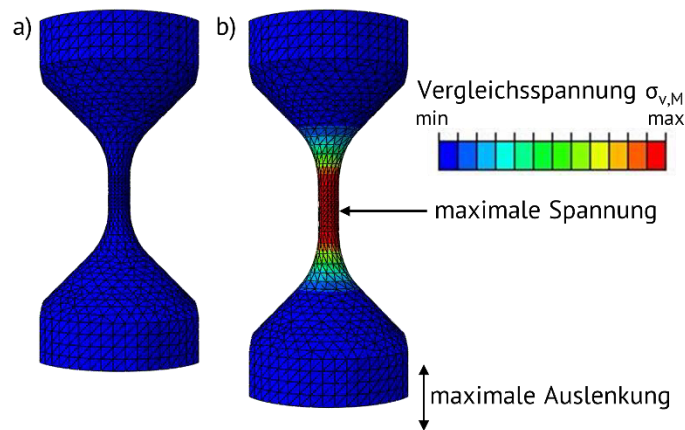 a)
b)
Vergleichsspannung σv,M
min max
maximale Spannung
maximale Auslenkung